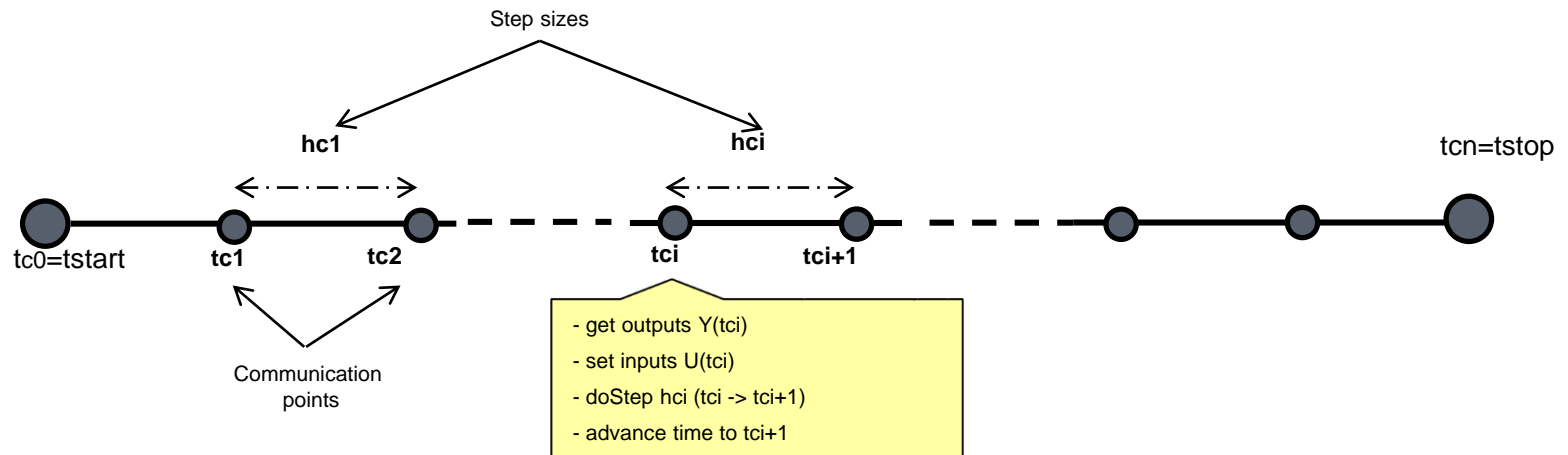 Step sizes
hc1
hci
tcn=tstop
tc0=tstart
tc1
tc2
tci
tci+1
Communication
points
- get outputs Y(tci)
- set inputs U(tci)
- doStep hci (tci -> tci+1)
- advance time to tci+1